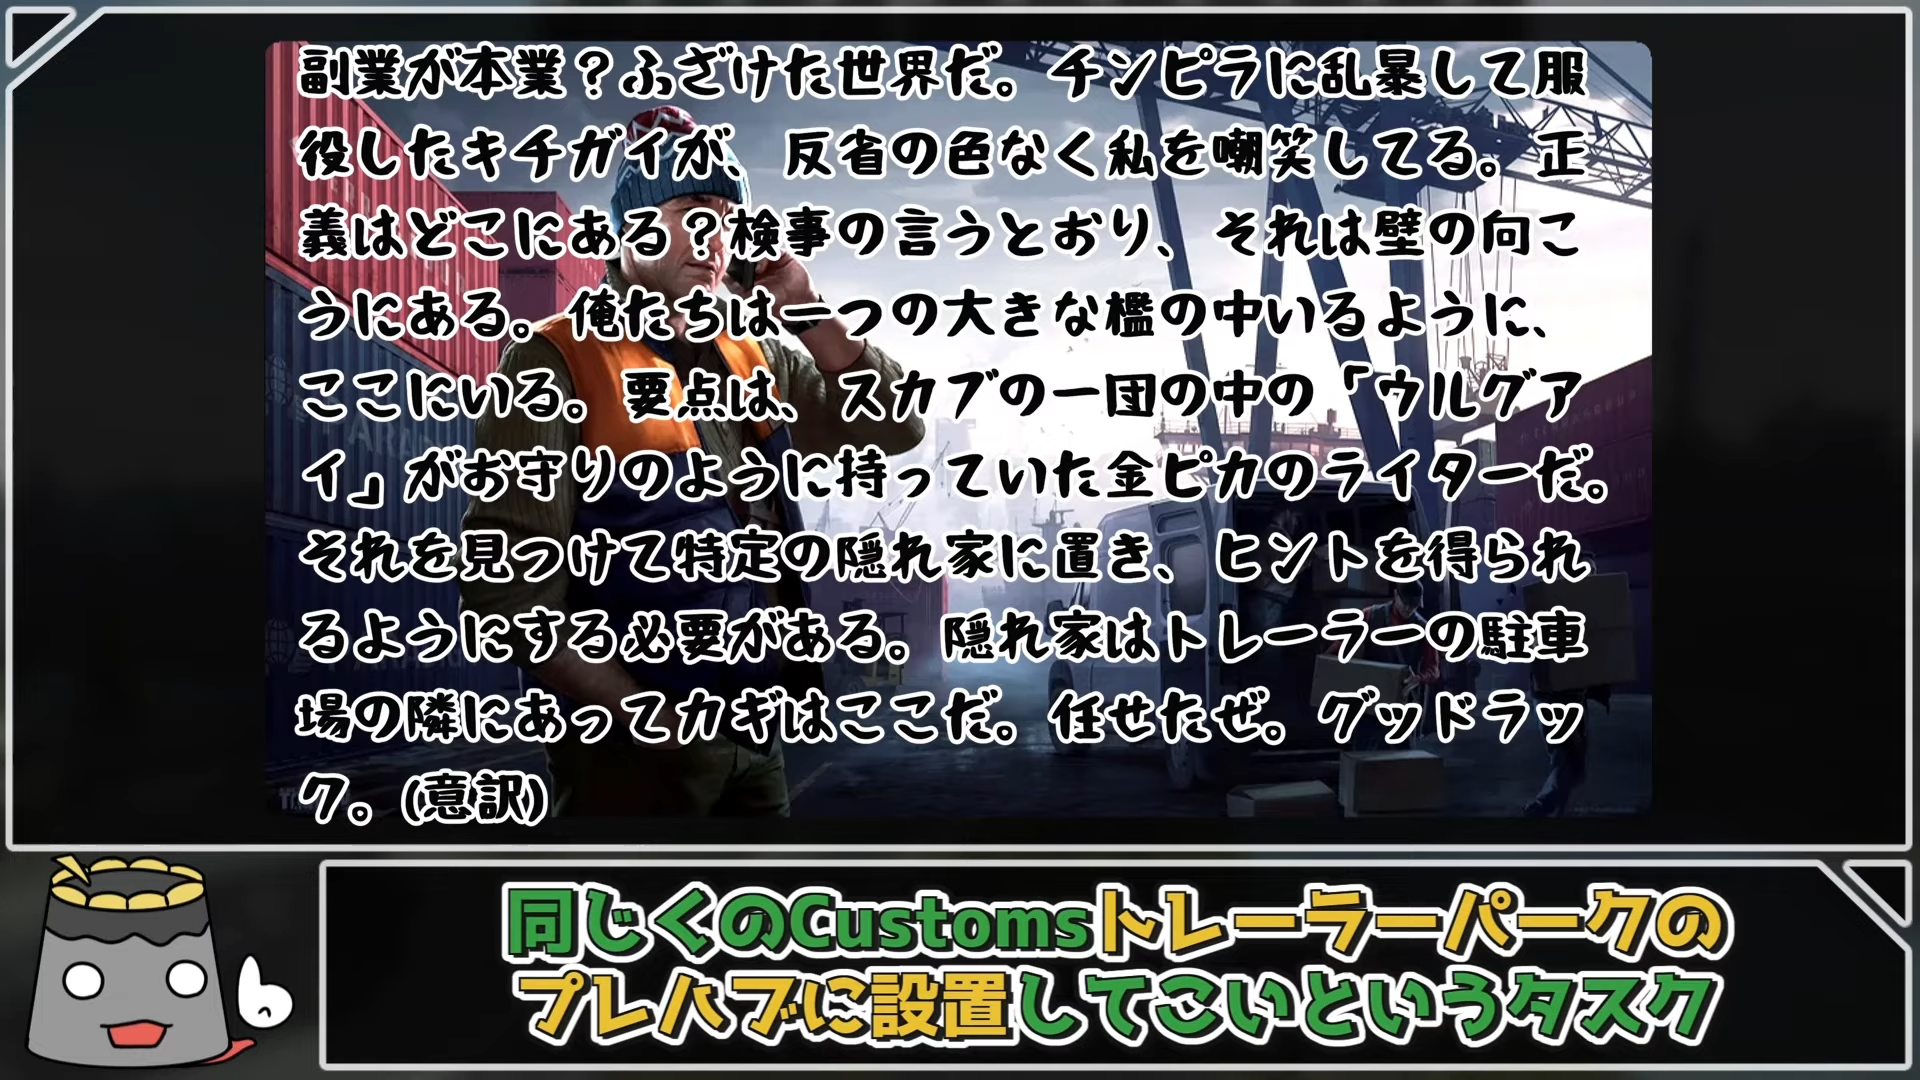 副業が本業？ふざけた世界だ。チンピラに乱暴して服
役したキチガイが、反省の色なく私を嘲笑してる。正
義はどこにある？検事の言うとおり、それは壁の向こ
うにある。俺たちは一つの大きな檻の中いるように、
ここにいる。要点は、スカブの一団の中の「ウルグア
イ」がお守りのように持っていた金ピカのライターだ。
それを見つけて特定の隠れ家に置き、ヒントを得られ
るようにする必要がある。隠れ家はトレーラーの駐車
場の隣にあってカギはここだ。任せたぜ。グッドラッ
ク。(意訳)
同じくのCustomsトレーラーパークの
プレハブに設置してこいというタスク